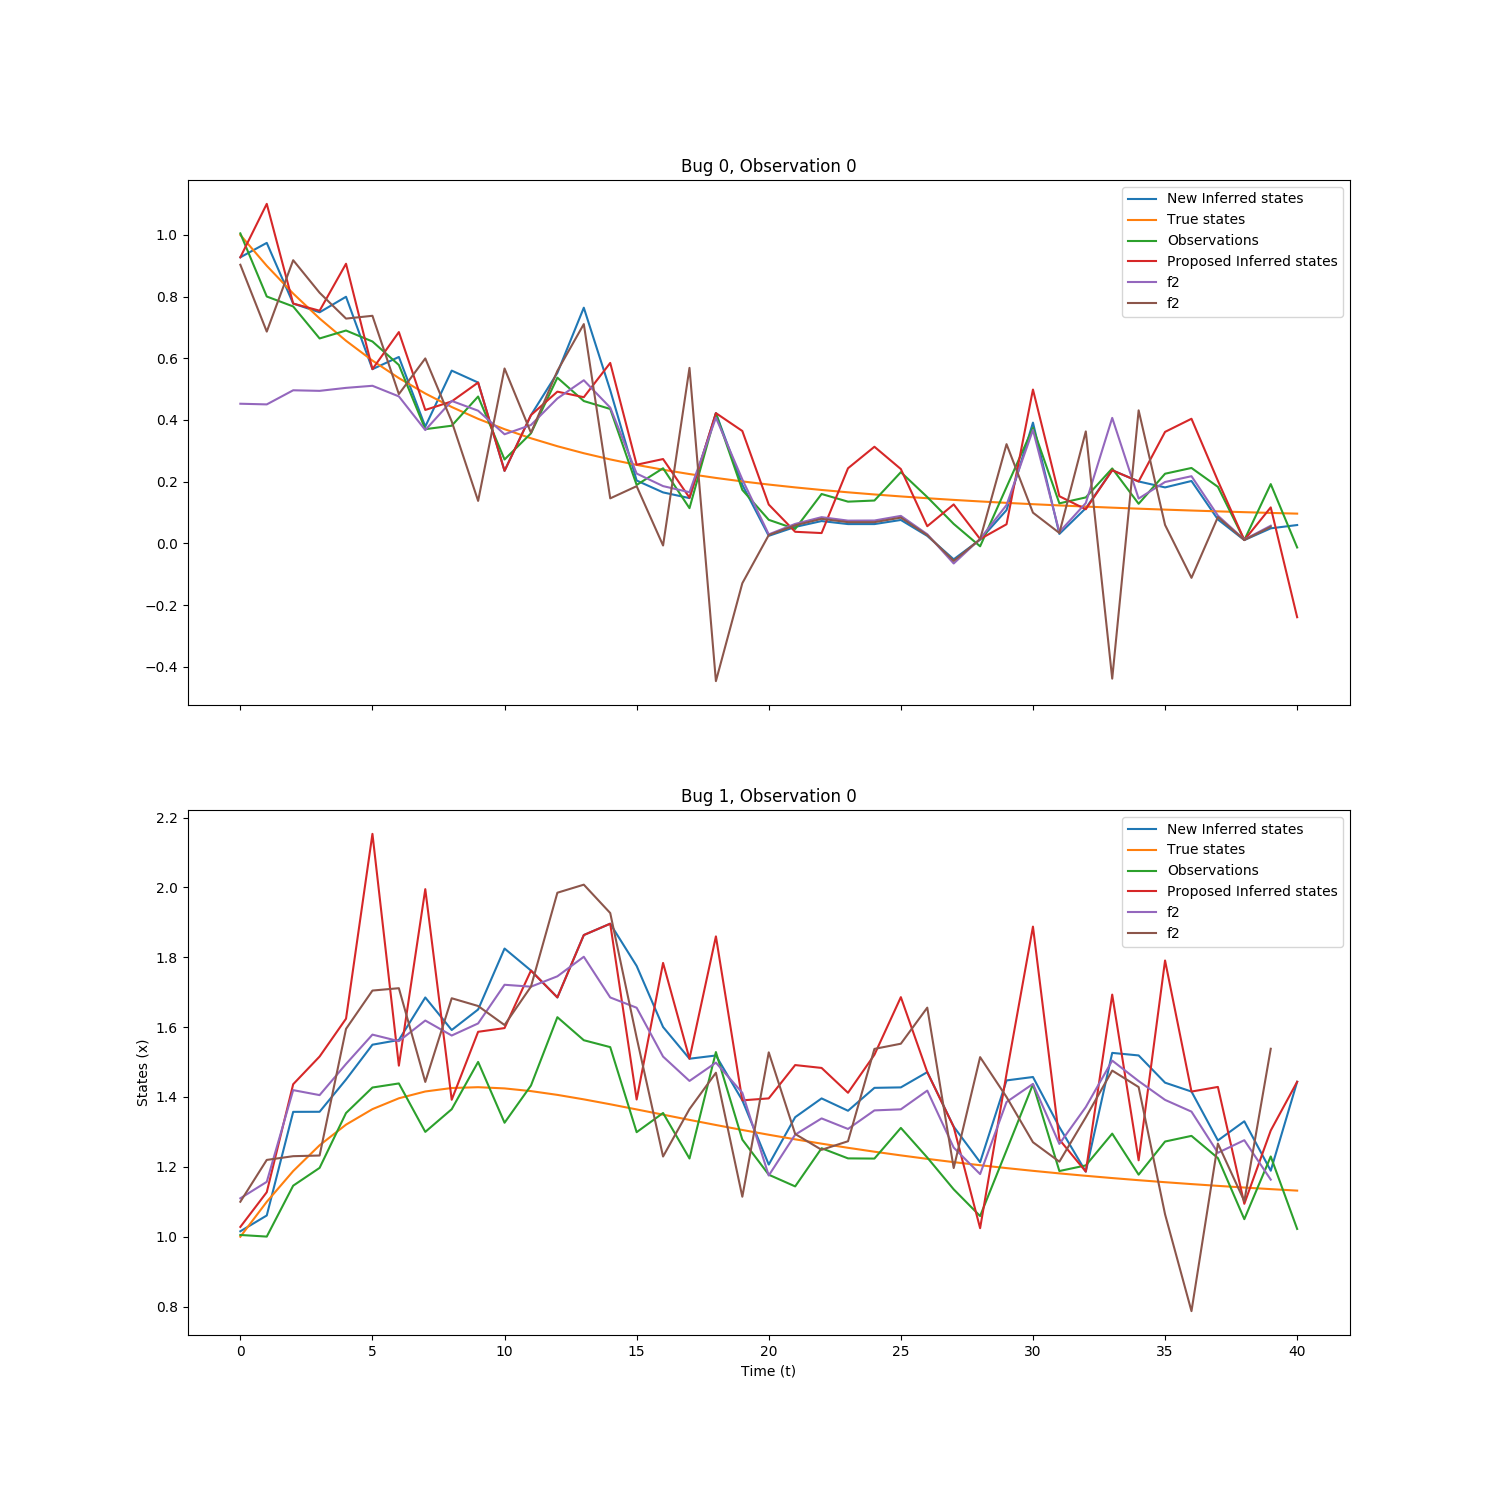 Bug 0, Observation 0
1.0
0.8
0.6
0.4
0.2
0.0
−0.2
−0.4
New Inferred states
True states
Observations
Proposed Inferred states
f2
f2
Bug 1, Observation 0
2.2
2.0
1.8
1.6
1.4
1.2
1.0
0.8
States (x)
New Inferred states
True states
Observations
Proposed Inferred states
f2
f2
0 5 10 15 20 25 30 35 40
Time (t)